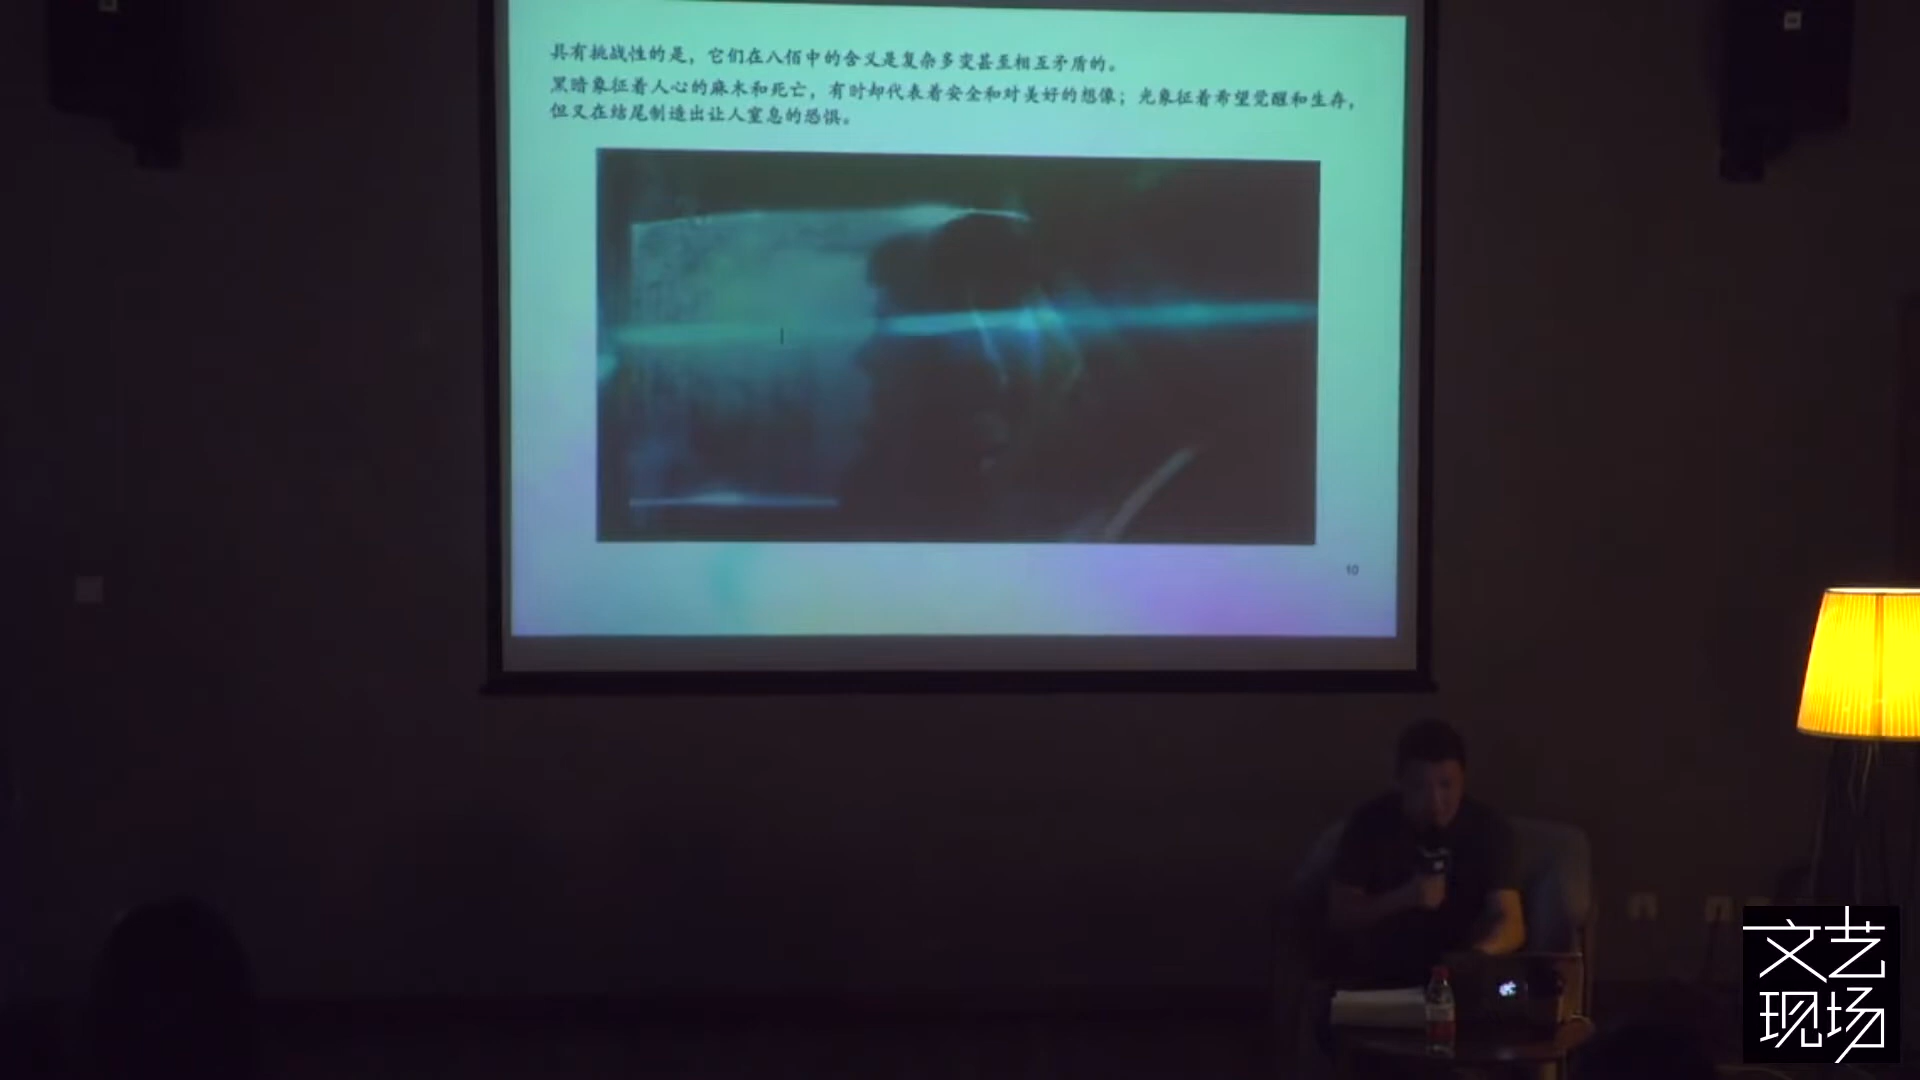 具有挑战性的是，它们在八佰中的含义是复杂多变甚至相互矛盾的。
黑暗象征着人心的麻木和死亡，有时却代表着安全和对美好的想像；光象征着希望觉醒和生存，
但又在结尾制造出让人窒息的恐惧。
10
文艺
现场